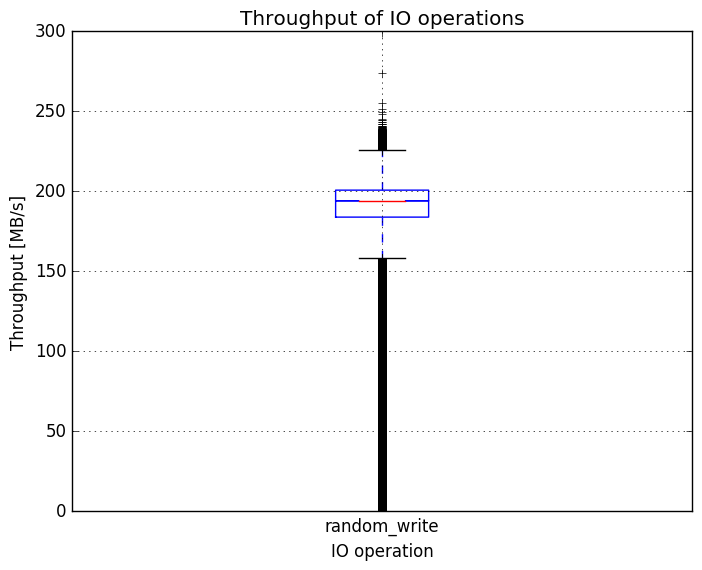 Throughput of IO operations
300
250
200
150
100
50
0
Throughput [MB/s]
random_write
IO operation